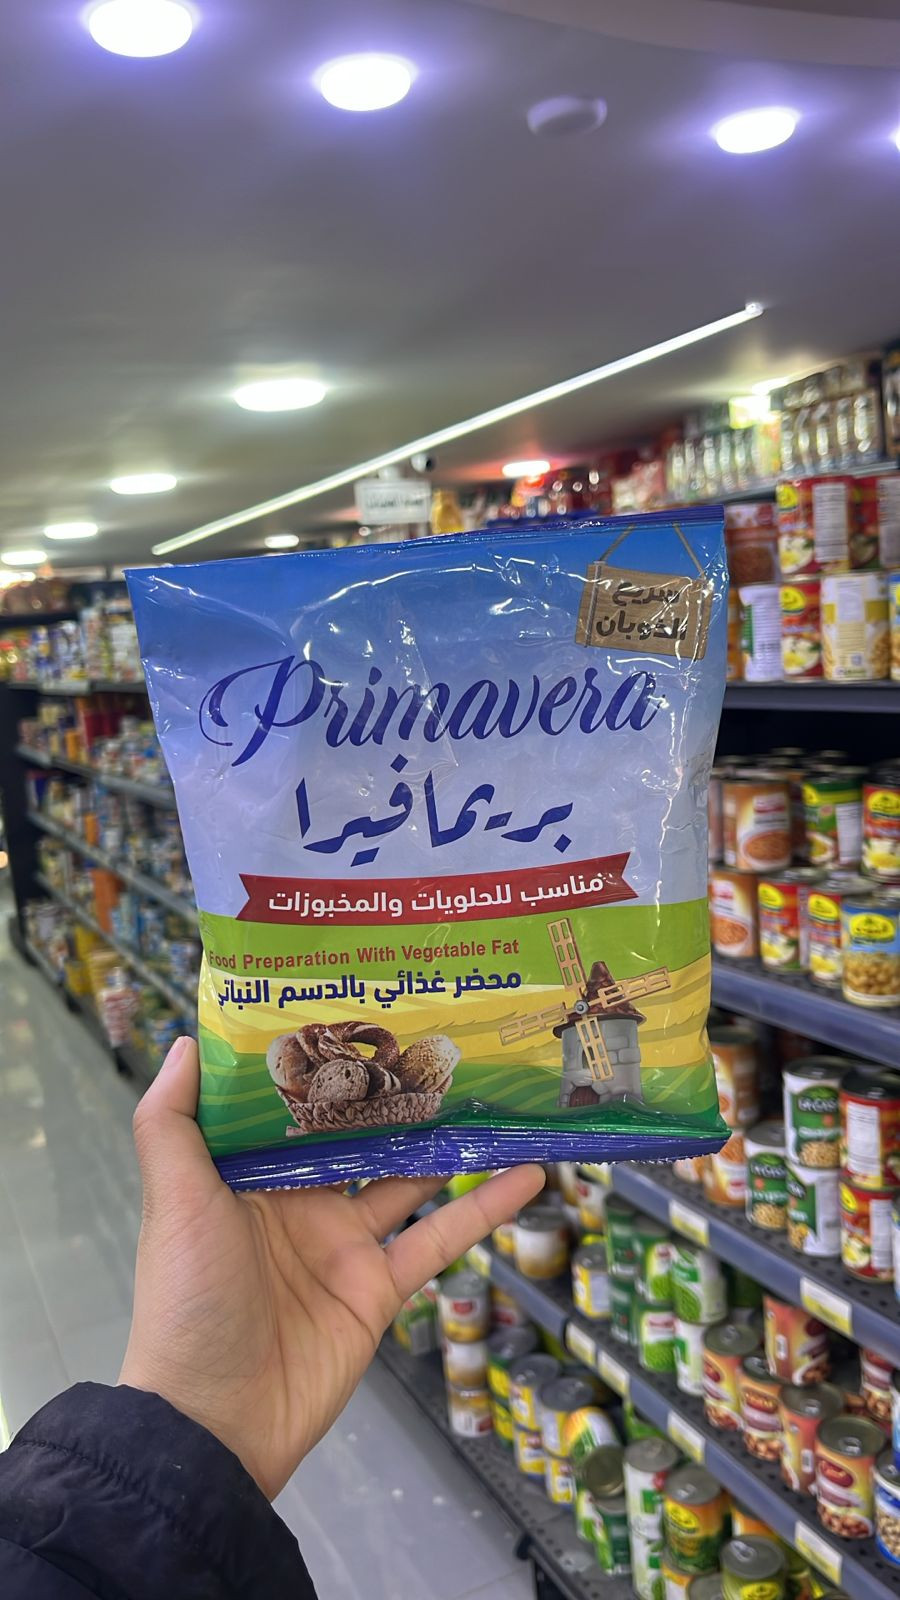 سريع
الذوبان
Primavera
بريمافيرا
مناسب للحلويات والمخبوزات
Food Preparation With Vegetable Fat
محضر غذائي بالدسم النباتي